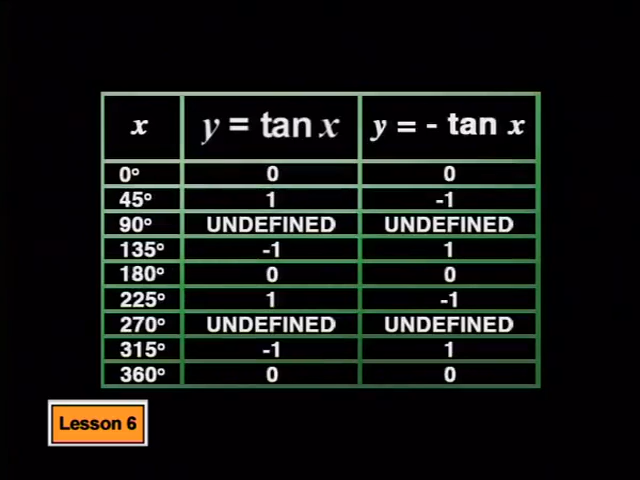 x y = tan x y = - tan x
0° 0 0
45° 1 -1
90° UNDEFINED UNDEFINED
135° -1 1
180° 0 0
225° 1 -1
270° UNDEFINED UNDEFINED
315° -1 1
360° 0 0
Lesson 6